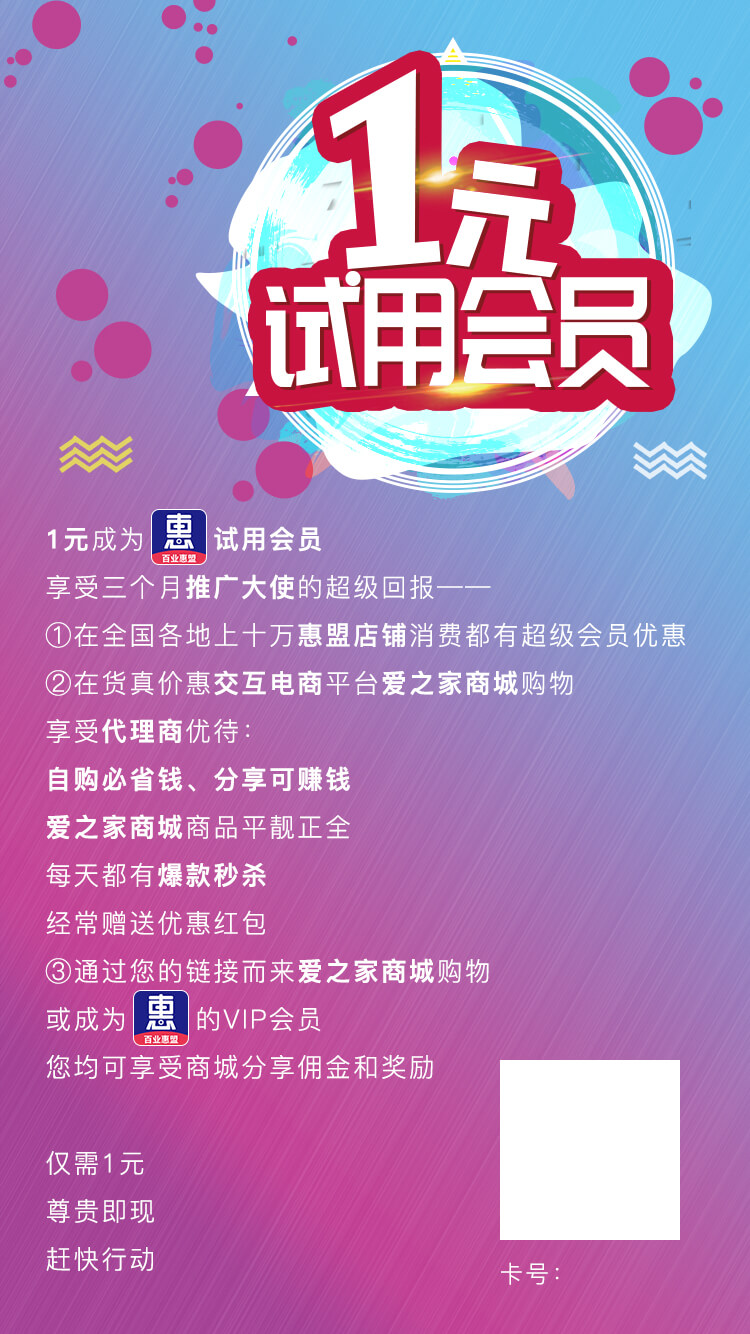 1元
试用会员
1元成为 惠 百业惠盟 试用会员
享受三个月推广大使的超级回报——
①在全国各地上十万惠盟店铺消费都有超级会员优惠
②在货真价惠交互电商平台爱之家商城购物
享受代理商优待：
自购必省钱、分享可赚钱
爱之家商城商品平靓正全
每天都有爆款秒杀
经常赠送优惠红包
③通过您的链接而来爱之家商城购物
或成为 惠 百业惠盟 的VIP会员
您均可享受商城分享佣金和奖励
仅需1元
尊贵即现
赶快行动
卡号：